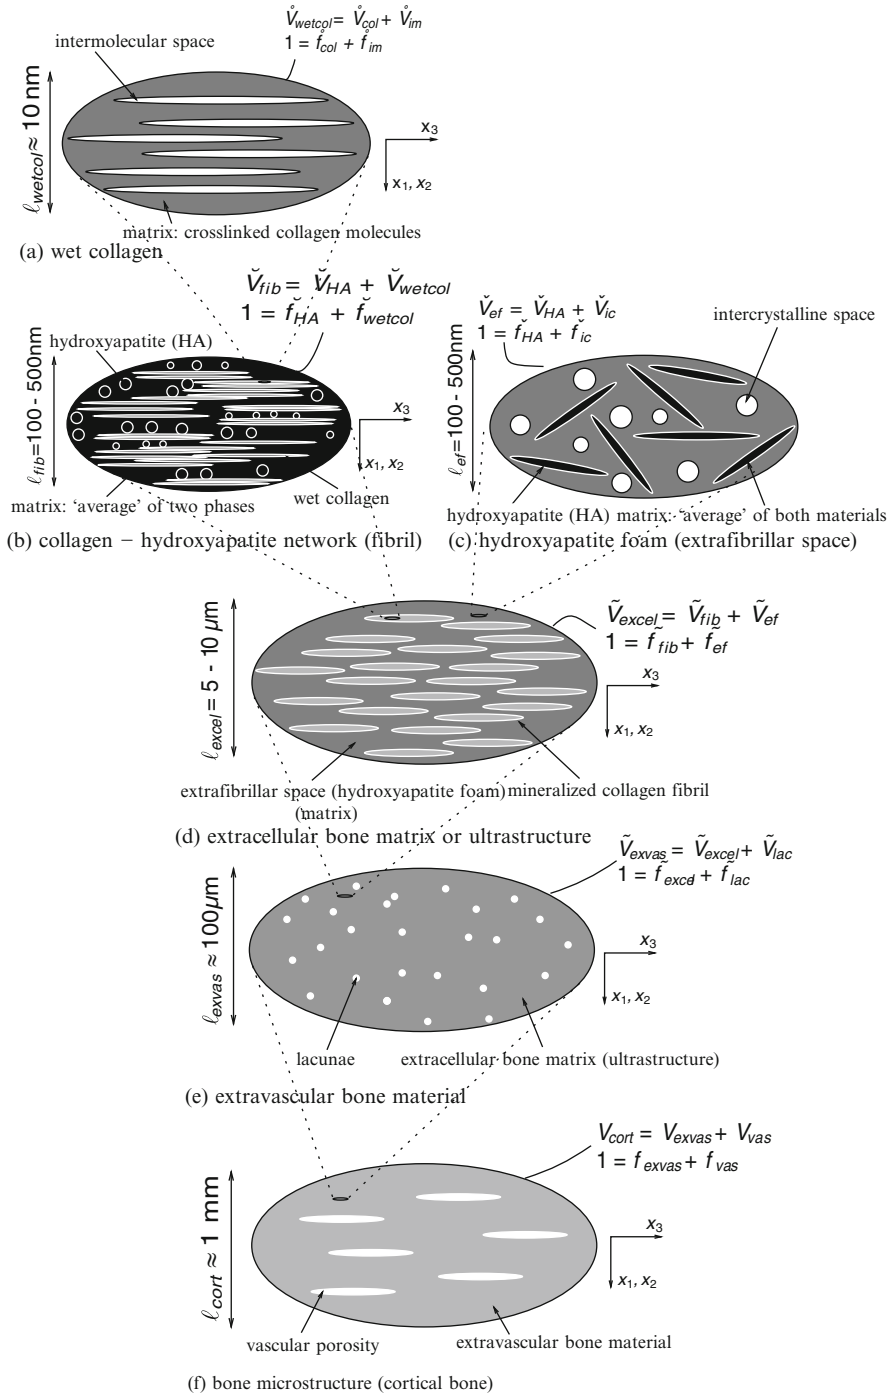 V̊wetcol = V̊col + V̊im
1 = f̊col + f̊im
intermolecular space
ℓwetcol ≈ 10 nm
x3
x1, x2
matrix: crosslinked collagen molecules
(a) wet collagen
V̆fib = V̆HA + V̆wetcol
1 = f̆HA + f̆wetcol
hydroxyapatite (HA)
ℓfib=100 - 500nm
x3
x1, x2
wet collagen
matrix: ‘average’ of two phases
(b) collagen − hydroxyapatite network (fibril)
V̌ef = V̌HA + V̌ic
1 = f̌HA + f̌ic
intercrystalline space
ℓef=100 - 500nm
hydroxyapatite (HA) matrix: ‘average’ of both materials
(c) hydroxyapatite foam (extrafibrillar space)
Ṽexcel = Ṽfib + Ṽef
1 = f̃fib + f̃ef
ℓexcel = 5 - 10 μm
x3
x1, x2
extrafibrillar space (hydroxyapatite foam)
(matrix)
mineralized collagen fibril
(d) extracellular bone matrix or ultrastructure
Ṽexvas = Ṽexcel + Ṽlac
1 = f̃excel + f̃lac
ℓexvas ≈ 100μm
x3
x1, x2
lacunae
extracellular bone matrix (ultrastructure)
(e) extravascular bone material
Vcort = Vexvas + Vvas
1 = fexvas + fvas
ℓcort ≈ 1 mm
x3
x1, x2
vascular porosity
extravascular bone material
(f) bone microstructure (cortical bone)